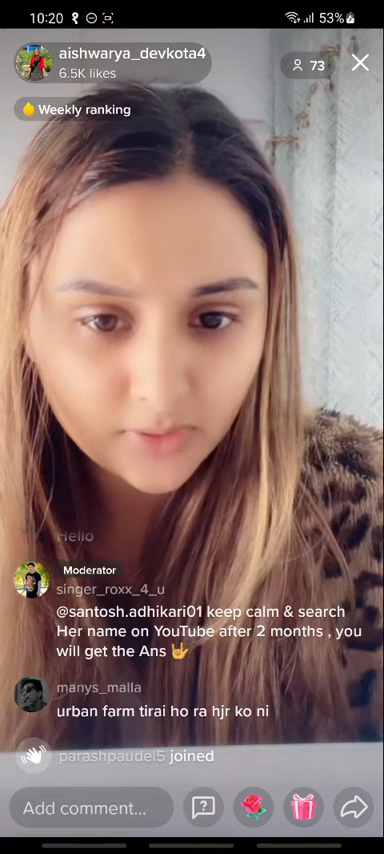 10:20
53%
aishwarya_devkota4
6.5K likes
73
Weekly ranking
Hello
Moderator
singer_roxx_4_u
@santosh.adhikari01 keep calm & search
Her name on YouTube after 2 months , you
will get the Ans 🤟
manys_malla
urban farm tirai ho ra hjr ko ni
parashpaudel5 joined
Add comment...